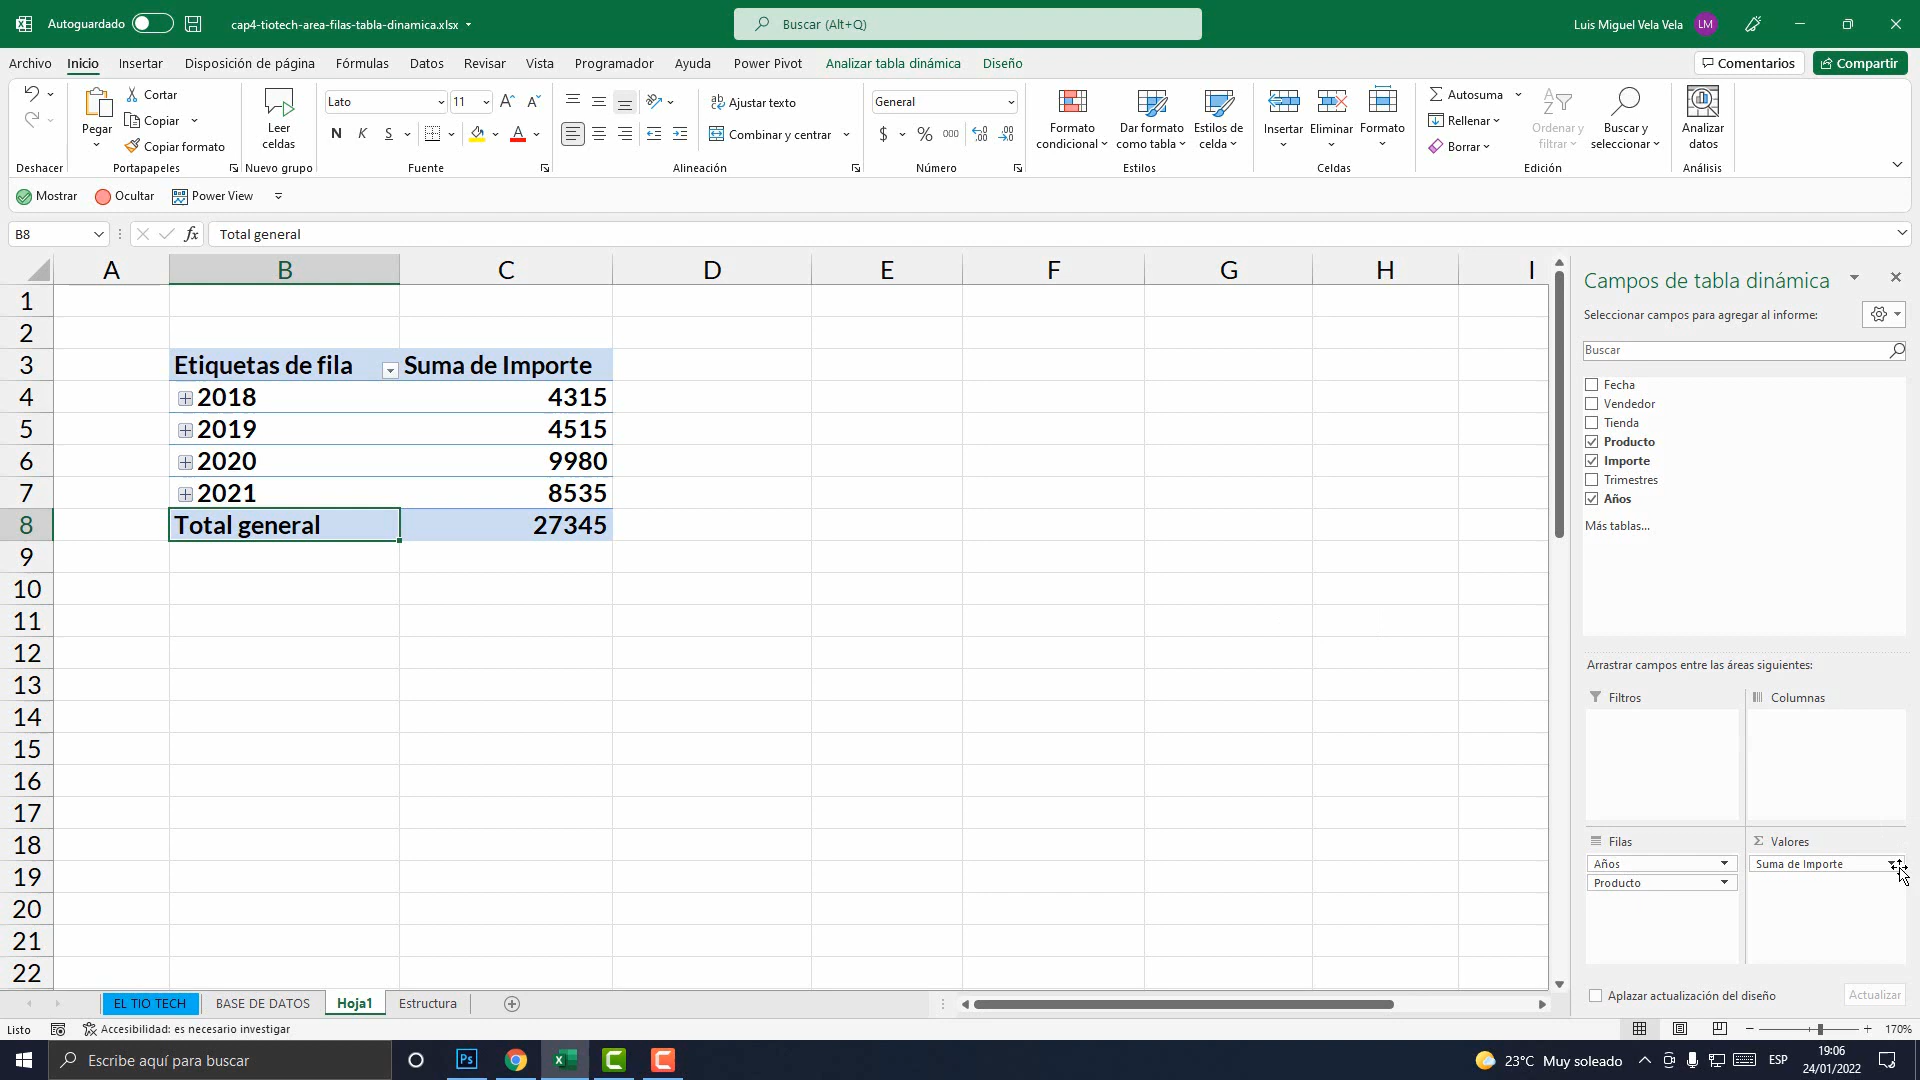 Autoguardado
cap4-tiotech-area-filas-tabla-dinamica.xlsx
Buscar (Alt+Q)
Luis Miguel Vela Vela
LM
Archivo Inicio Insertar Disposición de página Fórmulas Datos Revisar Vista Programador Ayuda Power Pivot Analizar tabla dinámica Diseño Comentarios Compartir
Pegar
Cortar
Copiar
Copiar formato
Leer celdas
Lato 11
N K S
Ajustar texto
Combinar y centrar
General
$ % 000
Formato condicional
Dar formato como tabla
Estilos de celda
Insertar
Eliminar
Formato
Autosuma
Rellenar
Borrar
Ordenar y filtrar
Buscar y seleccionar
Analizar datos
Deshacer Portapapeles Nuevo grupo Fuente Alineación Número Estilos Celdas Edición Análisis
Mostrar Ocultar Power View
B8 fx Total general
A B C D E F G H I
1
2
3 Etiquetas de fila Suma de Importe
4 2018 4315
5 2019 4515
6 2020 9980
7 2021 8535
8 Total general 27345
9
10
11
12
13
14
15
16
17
18
19
20
21
22
Campos de tabla dinámica
Seleccionar campos para agregar al informe:
Buscar
Fecha
Vendedor
Tienda
Producto
Importe
Trimestres
Años
Más tablas...
Arrastrar campos entre las áreas siguientes:
Filtros
Columnas
Filas
Años
Producto
Valores
Suma de Importe
Aplazar actualización del diseño Actualizar
EL TIO TECH BASE DE DATOS Hoja1 Estructura
Listo Accesibilidad: es necesario investigar 170%
Escribe aquí para buscar
Ps
23°C Muy soleado
ESP
19:06
24/01/2022